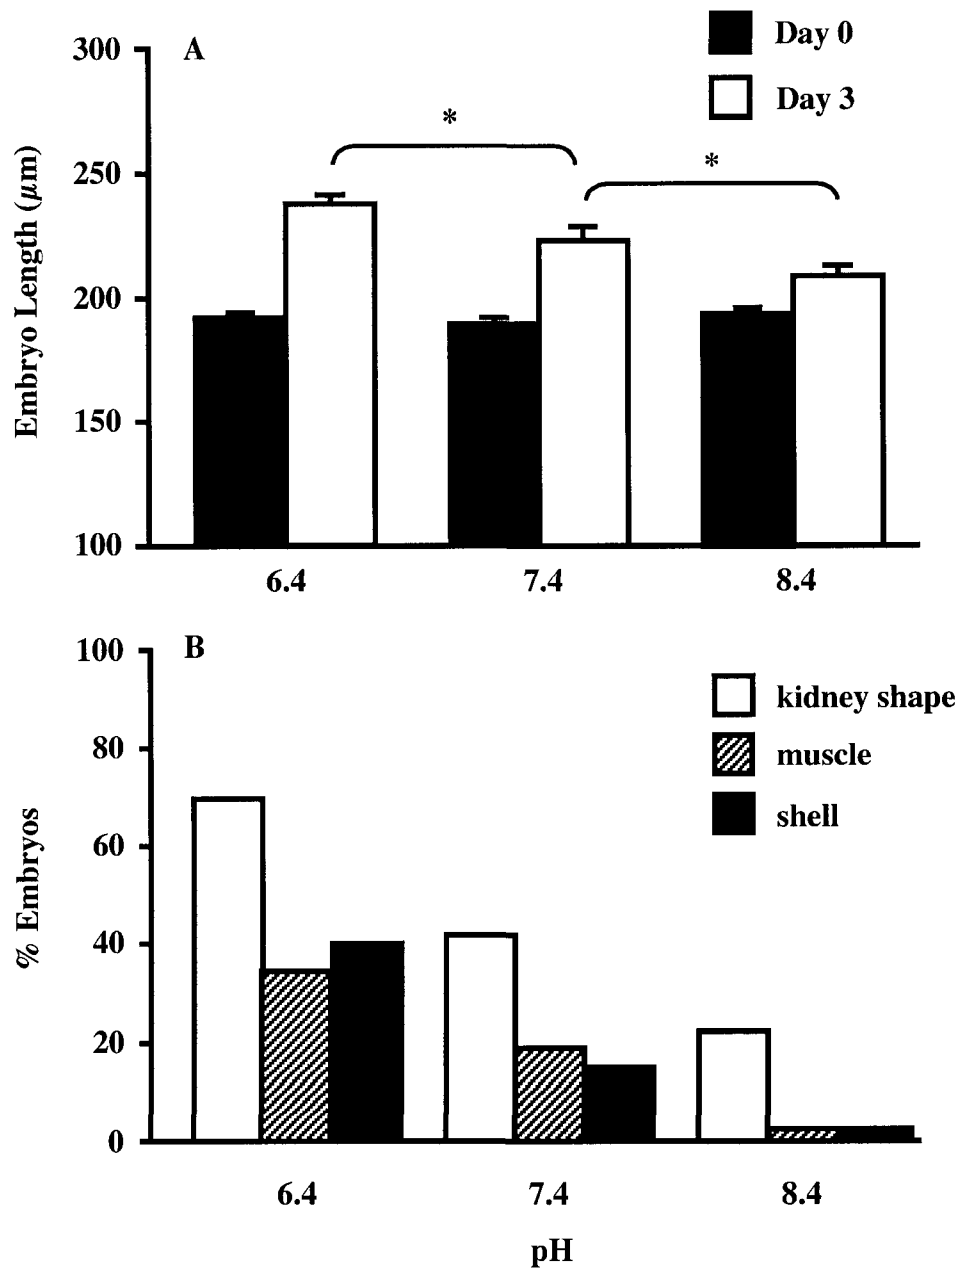 A
Day 0
Day 3
300
250
200
150
100
Embryo Length (μm)
*
*
6.4 7.4 8.4
B
kidney shape
muscle
shell
100
80
60
40
20
0
% Embryos
6.4 7.4 8.4
pH